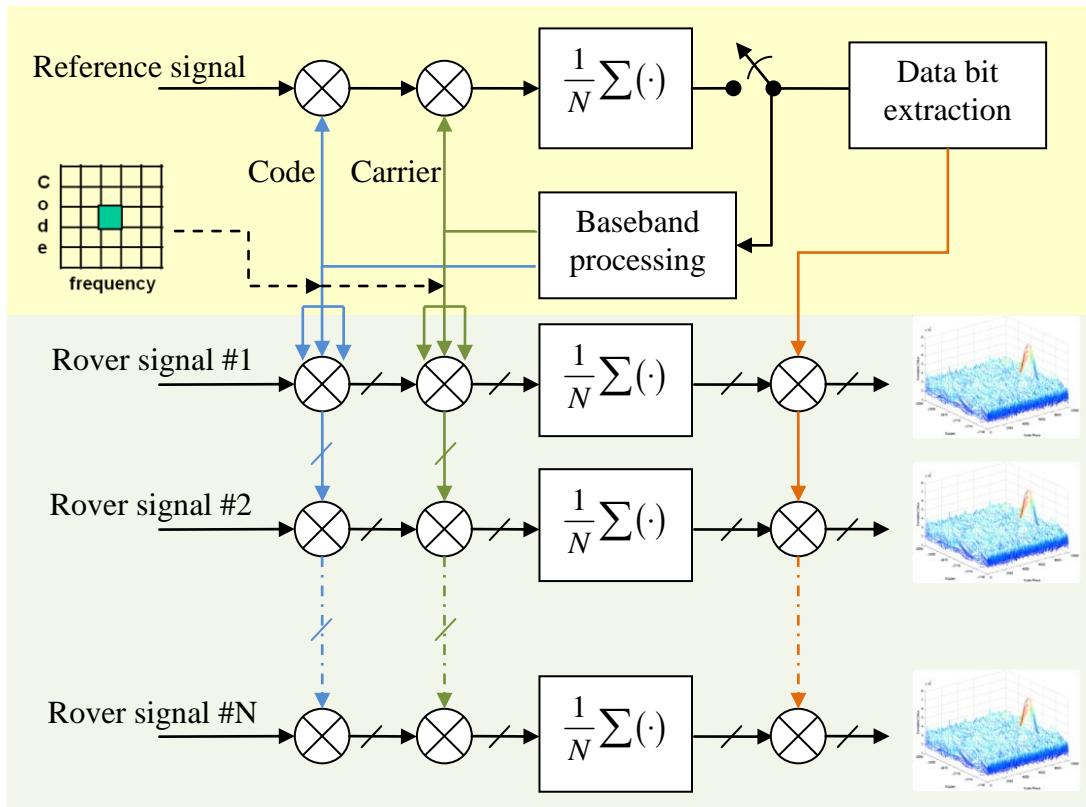 Reference signal
1/N ∑(·)
Data bit
extraction
Code
Carrier
Code
frequency
Baseband
processing
Rover signal #1
1/N ∑(·)
Rover signal #2
1/N ∑(·)
Rover signal #N
1/N ∑(·)